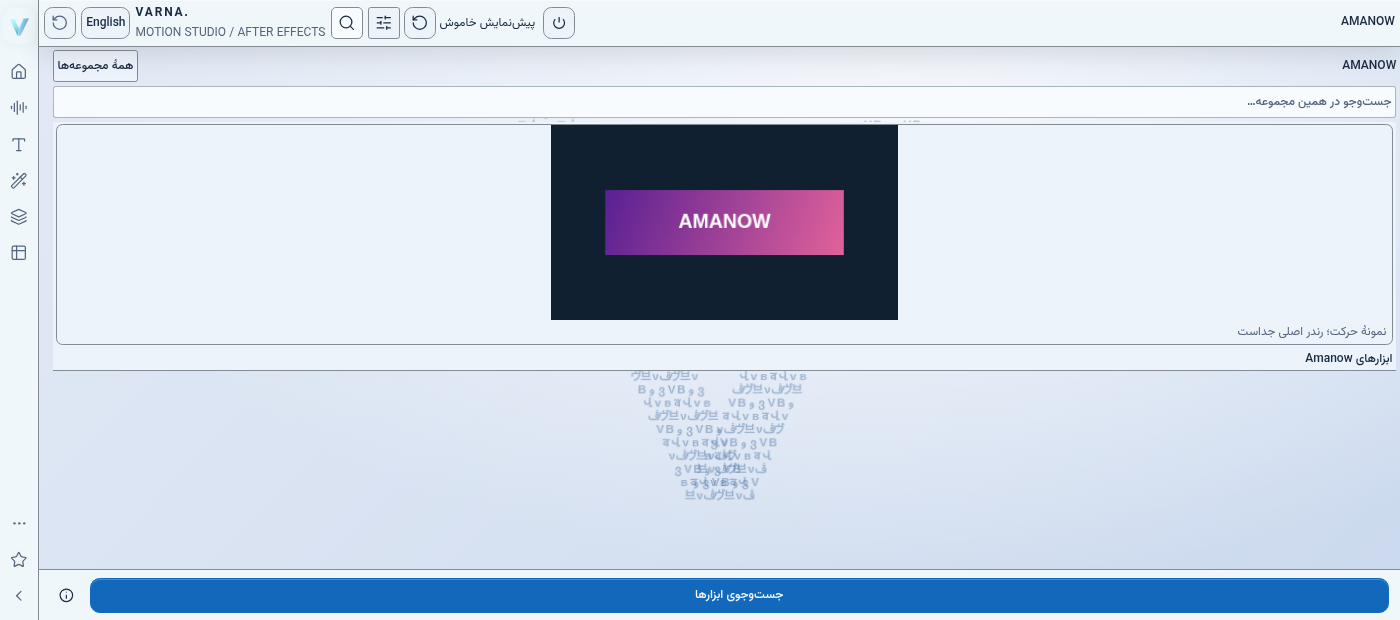 AMANOW
پیش‌نمایش خاموش
English
VARNA.
MOTION STUDIO / AFTER EFFECTS
AMANOW
همهٔ مجموعه‌ها
جست‌وجو در همین مجموعه…
AMANOW
نمونهٔ حرکت؛ رندر اصلی جداست
ابزارهای Amanow
جست‌وجوی ابزارها